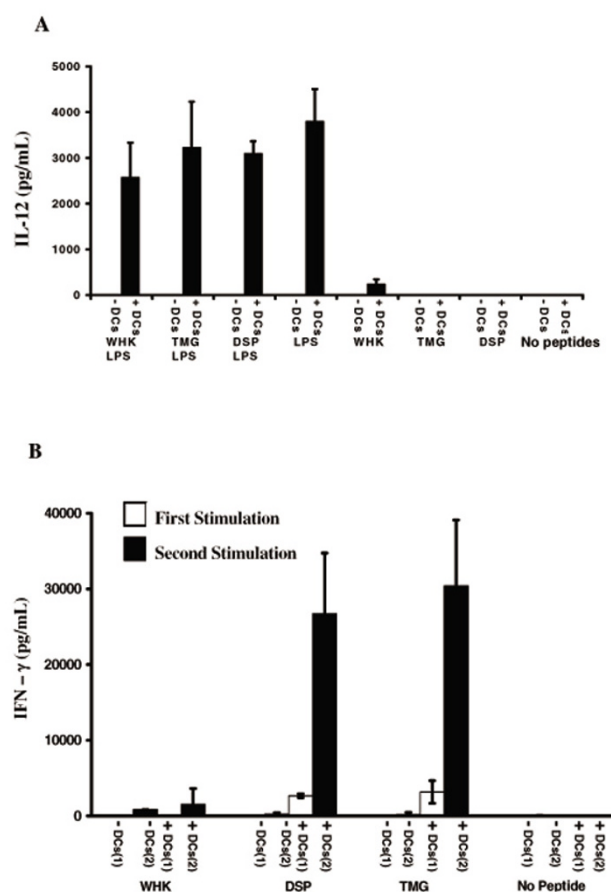 A
5000
4000
3000
2000
1000
0
IL-12 (pg/mL)
-DCs +DCs -DCs +DCs -DCs +DCs -DCs +DCs -DCs +DCs -DCs +DCs -DCs +DCs -DCs +DCs
WHK TMG DSP LPS WHK TMG DSP No peptides
LPS LPS LPS
B
40000
30000
20000
10000
0
IFN – γ (pg/mL)
First Stimulation
Second Stimulation
-DCs(1) -DCs(2) +DCs(1) +DCs(2) -DCs(1) -DCs(2) +DCs(1) +DCs(2) -DCs(1) -DCs(2) +DCs(1) +DCs(2) -DCs(1) -DCs(2) +DCs(1) +DCs(2)
WHK DSP TMG No Peptide